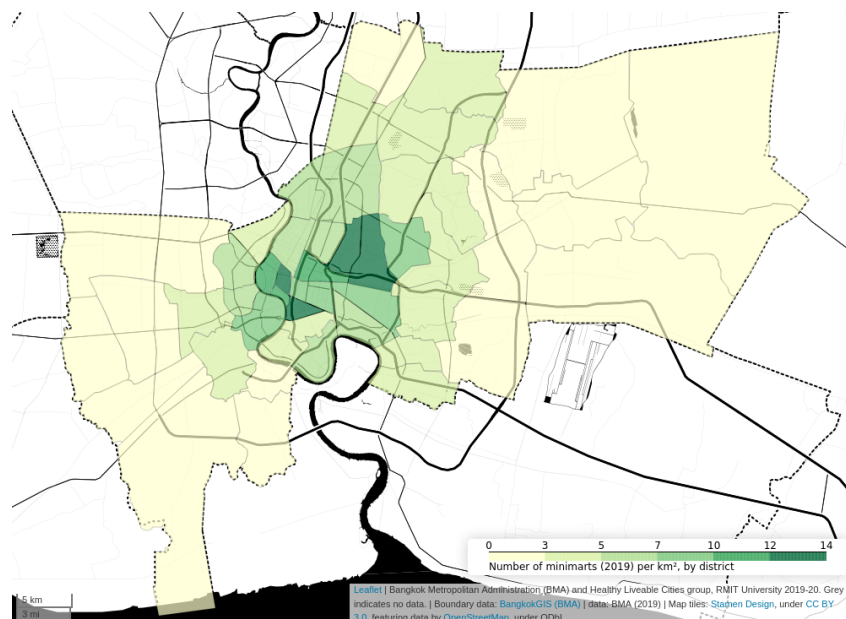 0 3 5 7 10 12 14
Number of minimarts (2019) per km², by district
5 km
3 mi
Leaflet | Bangkok Metropolitan Administration (BMA) and Healthy Liveable Cities group, RMIT University 2019-20. Grey
indicates no data. | Boundary data: BangkokGIS (BMA) | data: BMA (2019) | Map tiles: Stamen Design, under CC BY
3.0, featuring data by OpenStreetMap, under ODbL